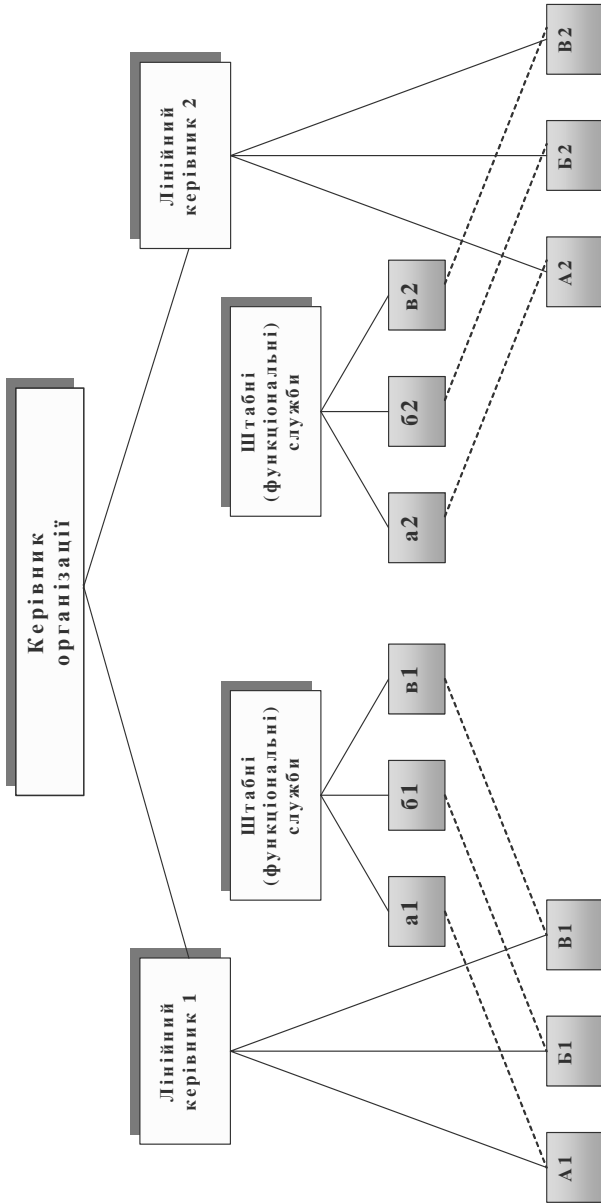 Керівник
організації
Лінійний
керівник 1
Лінійний
керівник 2
Штабні
(функціональні)
служби
Штабні
(функціональні)
служби
а1
б1
в1
а2
б2
в2
А1
Б1
В1
А2
Б2
В2